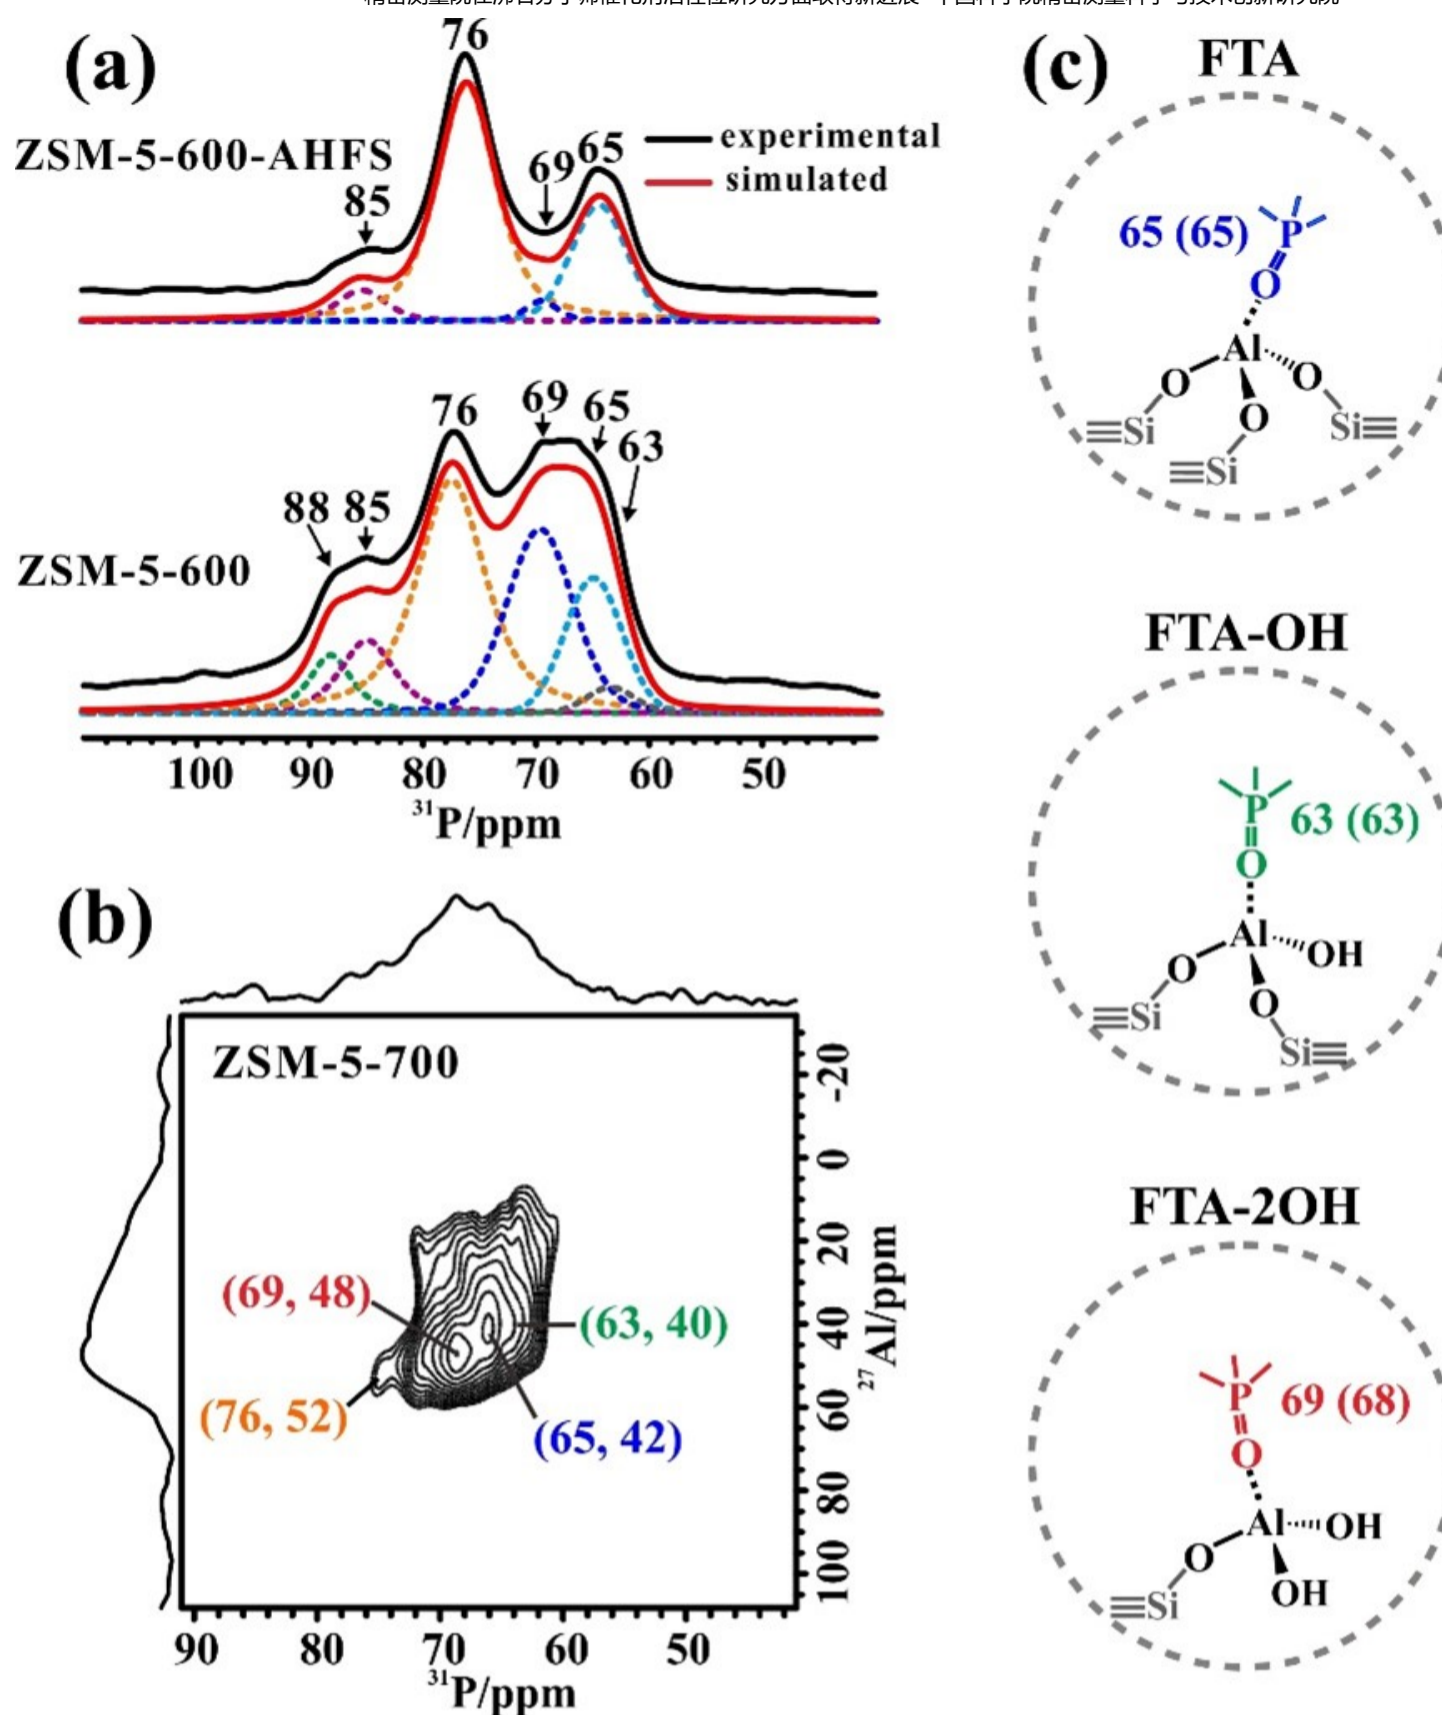 (a)
76
ZSM-5-600-AHFS
85
69
65
experimental
simulated
76
69
65
63
88
85
ZSM-5-600
100 90 80 70 60 50
³¹P/ppm
(b)
ZSM-5-700
(69, 48)
(63, 40)
(76, 52)
(65, 42)
-20
0
20
40
60
80
100
²⁷Al/ppm
90 80 70 60 50
³¹P/ppm
(c)
FTA
65 (65)
P
O
Al
O
O
O
≡Si
Si≡
≡Si
FTA-OH
P
63 (63)
O
Al
OH
O
O
≡Si
Si≡
FTA-2OH
P
69 (68)
O
Al
OH
O
OH
≡Si